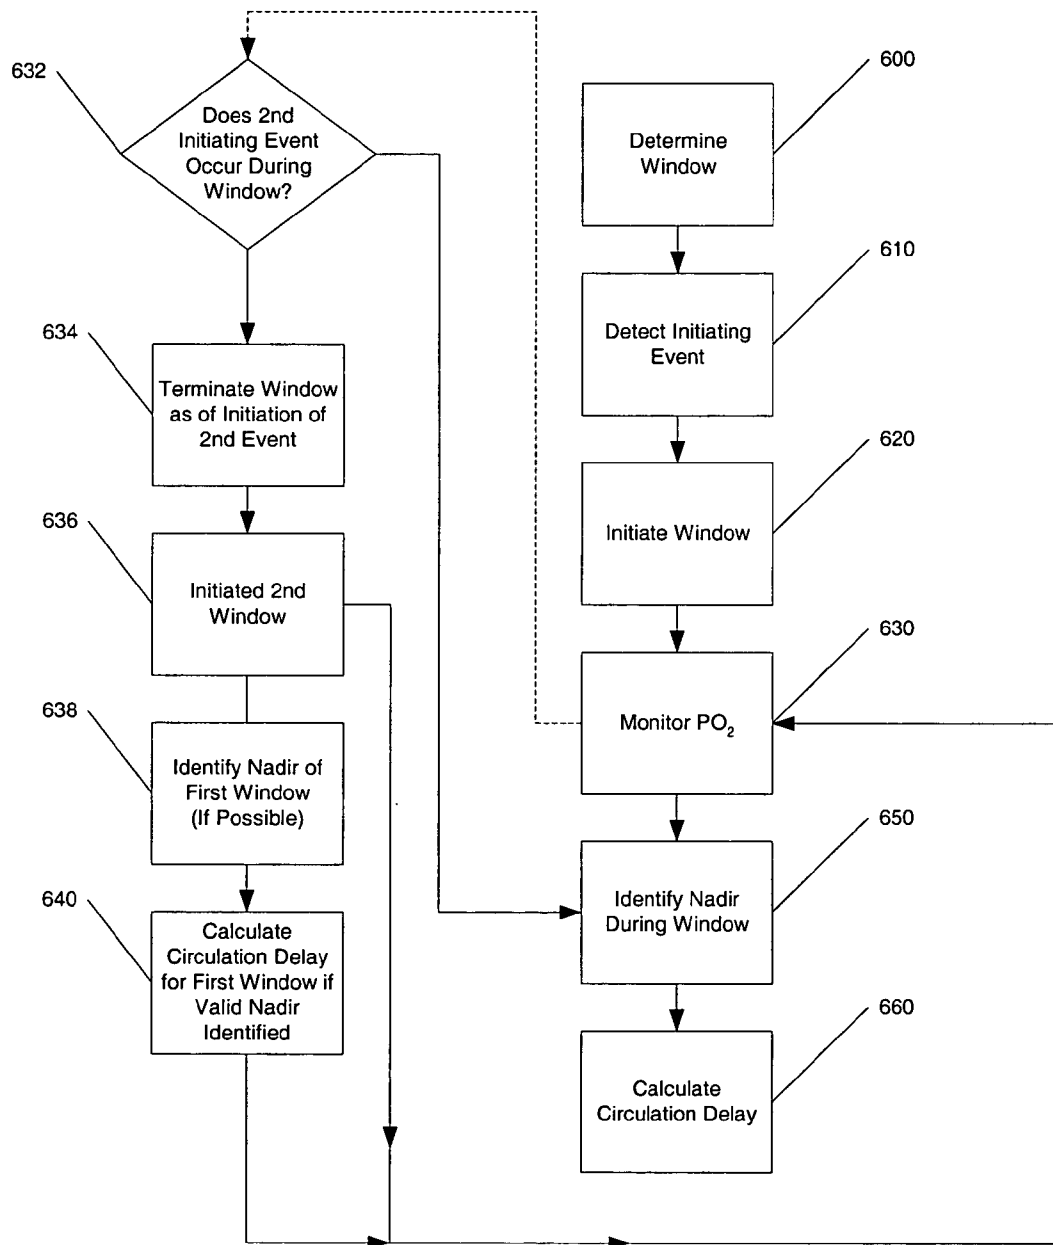 632
Does 2nd
Initiating Event
Occur During
Window?
634
Terminate Window
as of Initiation of
2nd Event
636
Initiated 2nd
Window
638
Identify Nadir of
First Window
(If Possible)
640
Calculate
Circulation Delay
for First Window if
Valid Nadir
Identified
600
Determine
Window
610
Detect Initiating
Event
620
Initiate Window
630
Monitor PO₂
650
Identify Nadir
During Window
660
Calculate
Circulation Delay